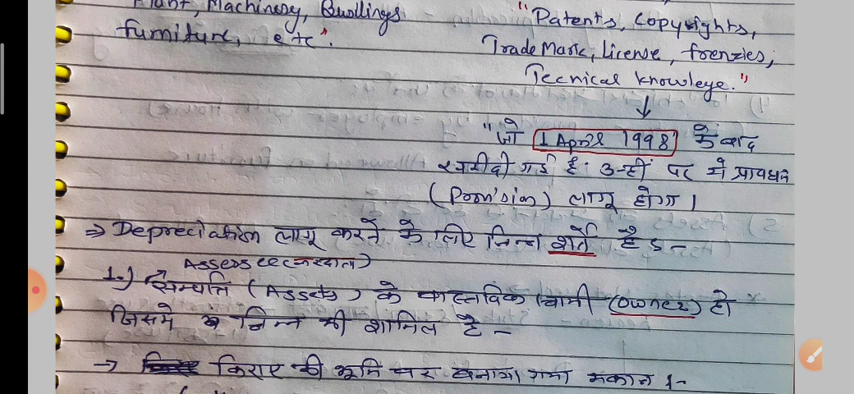 Plant, Machinery, Buildings
furniture, etc".
"Patents, Copyrights,
Trade Mark, License, frenzies,
Tecnical knowleye."
"जो 1 April 1998 के बाद
खरीदी गई है। उन्हीं पर ये प्रावधान
(Provision) लागू होगा।
⇒ Depreciation लागू करने के लिए निम्न शर्ते है :-
Assessee(करदाता)
1.) सम्पत्ति (Assets) के वास्तविक स्वामी (owner) हो
जिसमे निम्न भी शामिल है -
→ किराए की भूमि पर बनाया गया मकान :-